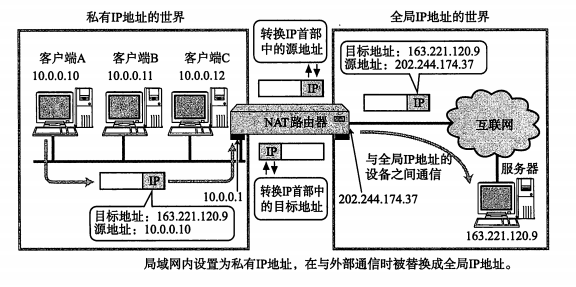 私有IP地址的世界
全局IP地址的世界
客户端A
10.0.0.10
客户端B
10.0.0.11
客户端C
10.0.0.12
转换IP首部
中的源地址
IP
目标地址：163.221.120.9
源地址：202.244.174.37
IP
NAT路由器
互联网
IP
目标地址：163.221.120.9
源地址：10.0.0.10
10.0.0.1
IP
转换IP首部中
的目标地址
与全局IP地址的
设备之间通信
202.244.174.37
服务器
163.221.120.9
局域网内设置为私有IP地址，在与外部通信时被替换成全局IP地址。